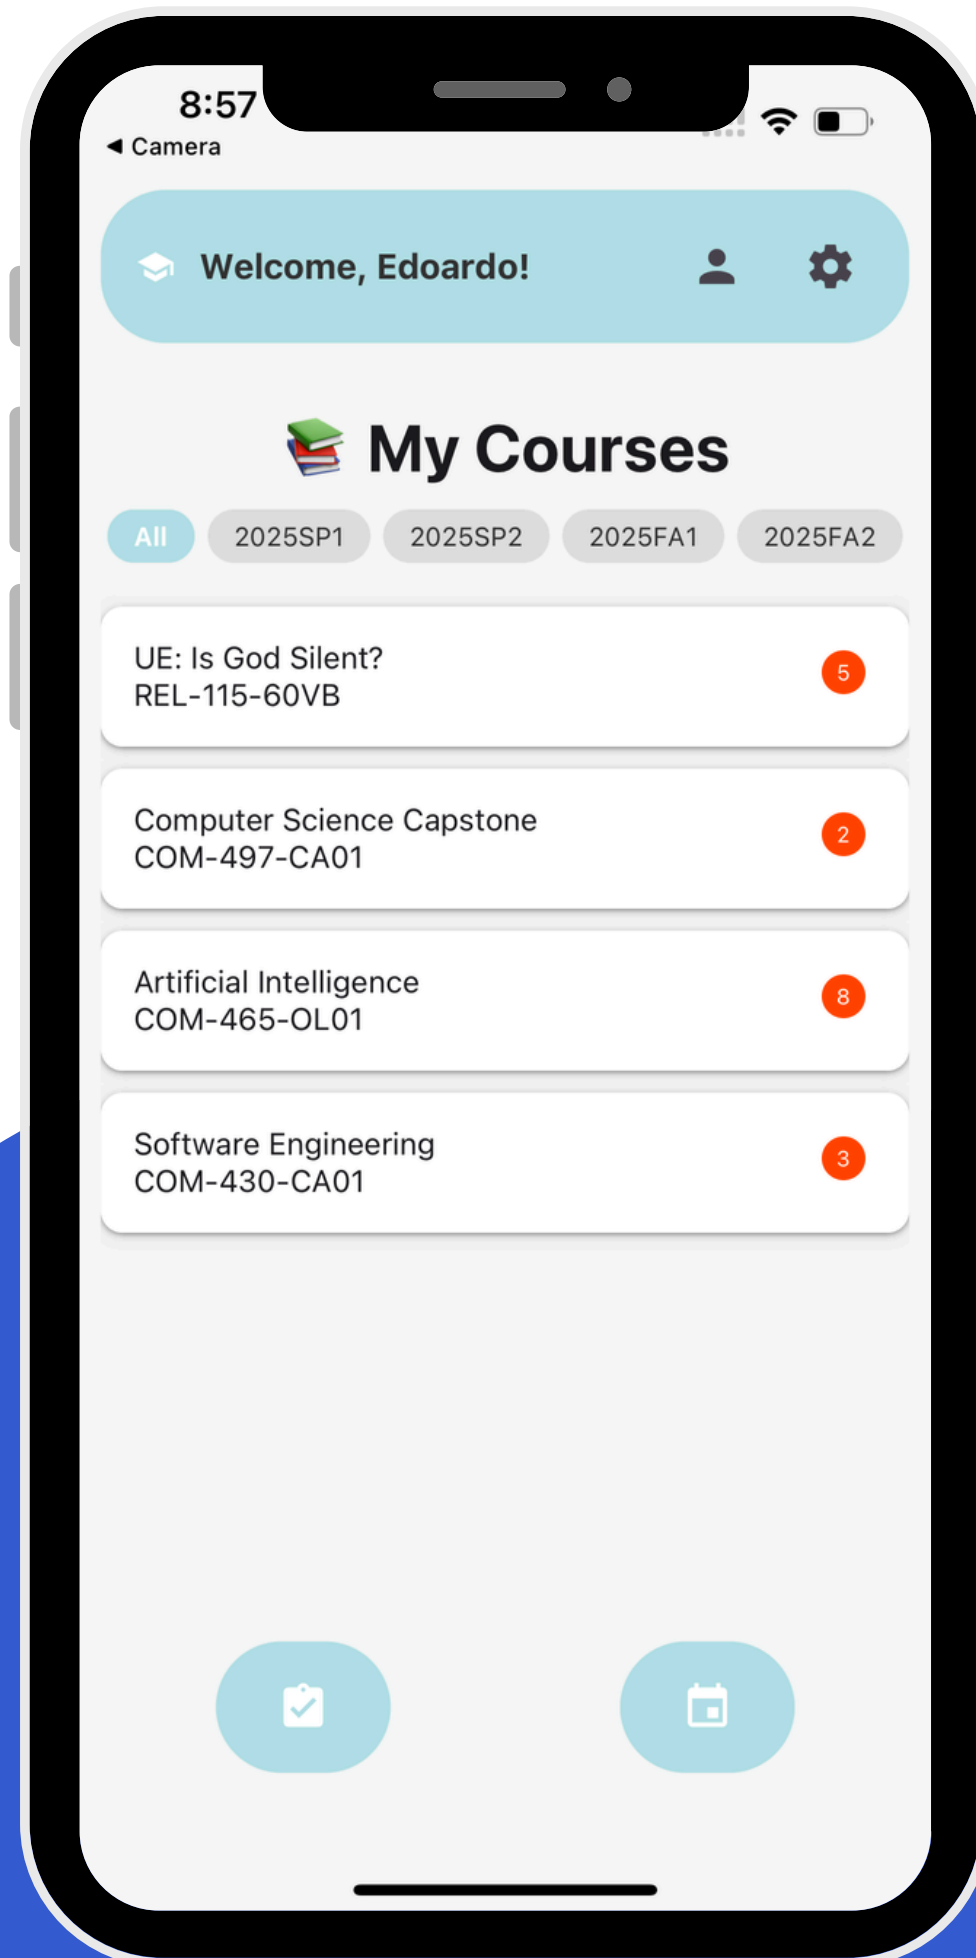 8:57
◀ Camera
Welcome, Edoardo!
📚 My Courses
All 2025SP1 2025SP2 2025FA1 2025FA2
UE: Is God Silent?
REL-115-60VB
5
Computer Science Capstone
COM-497-CA01
2
Artificial Intelligence
COM-465-OL01
8
Software Engineering
COM-430-CA01
3